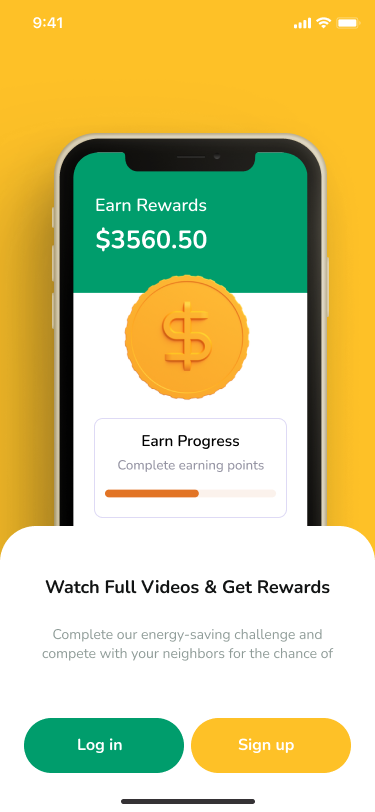 9:41
Earn Rewards
$3560.50
$
Earn Progress
Complete earning points
Watch Full Videos & Get Rewards
Complete our energy-saving challenge and
compete with your neighbors for the chance of
Log in
Sign up